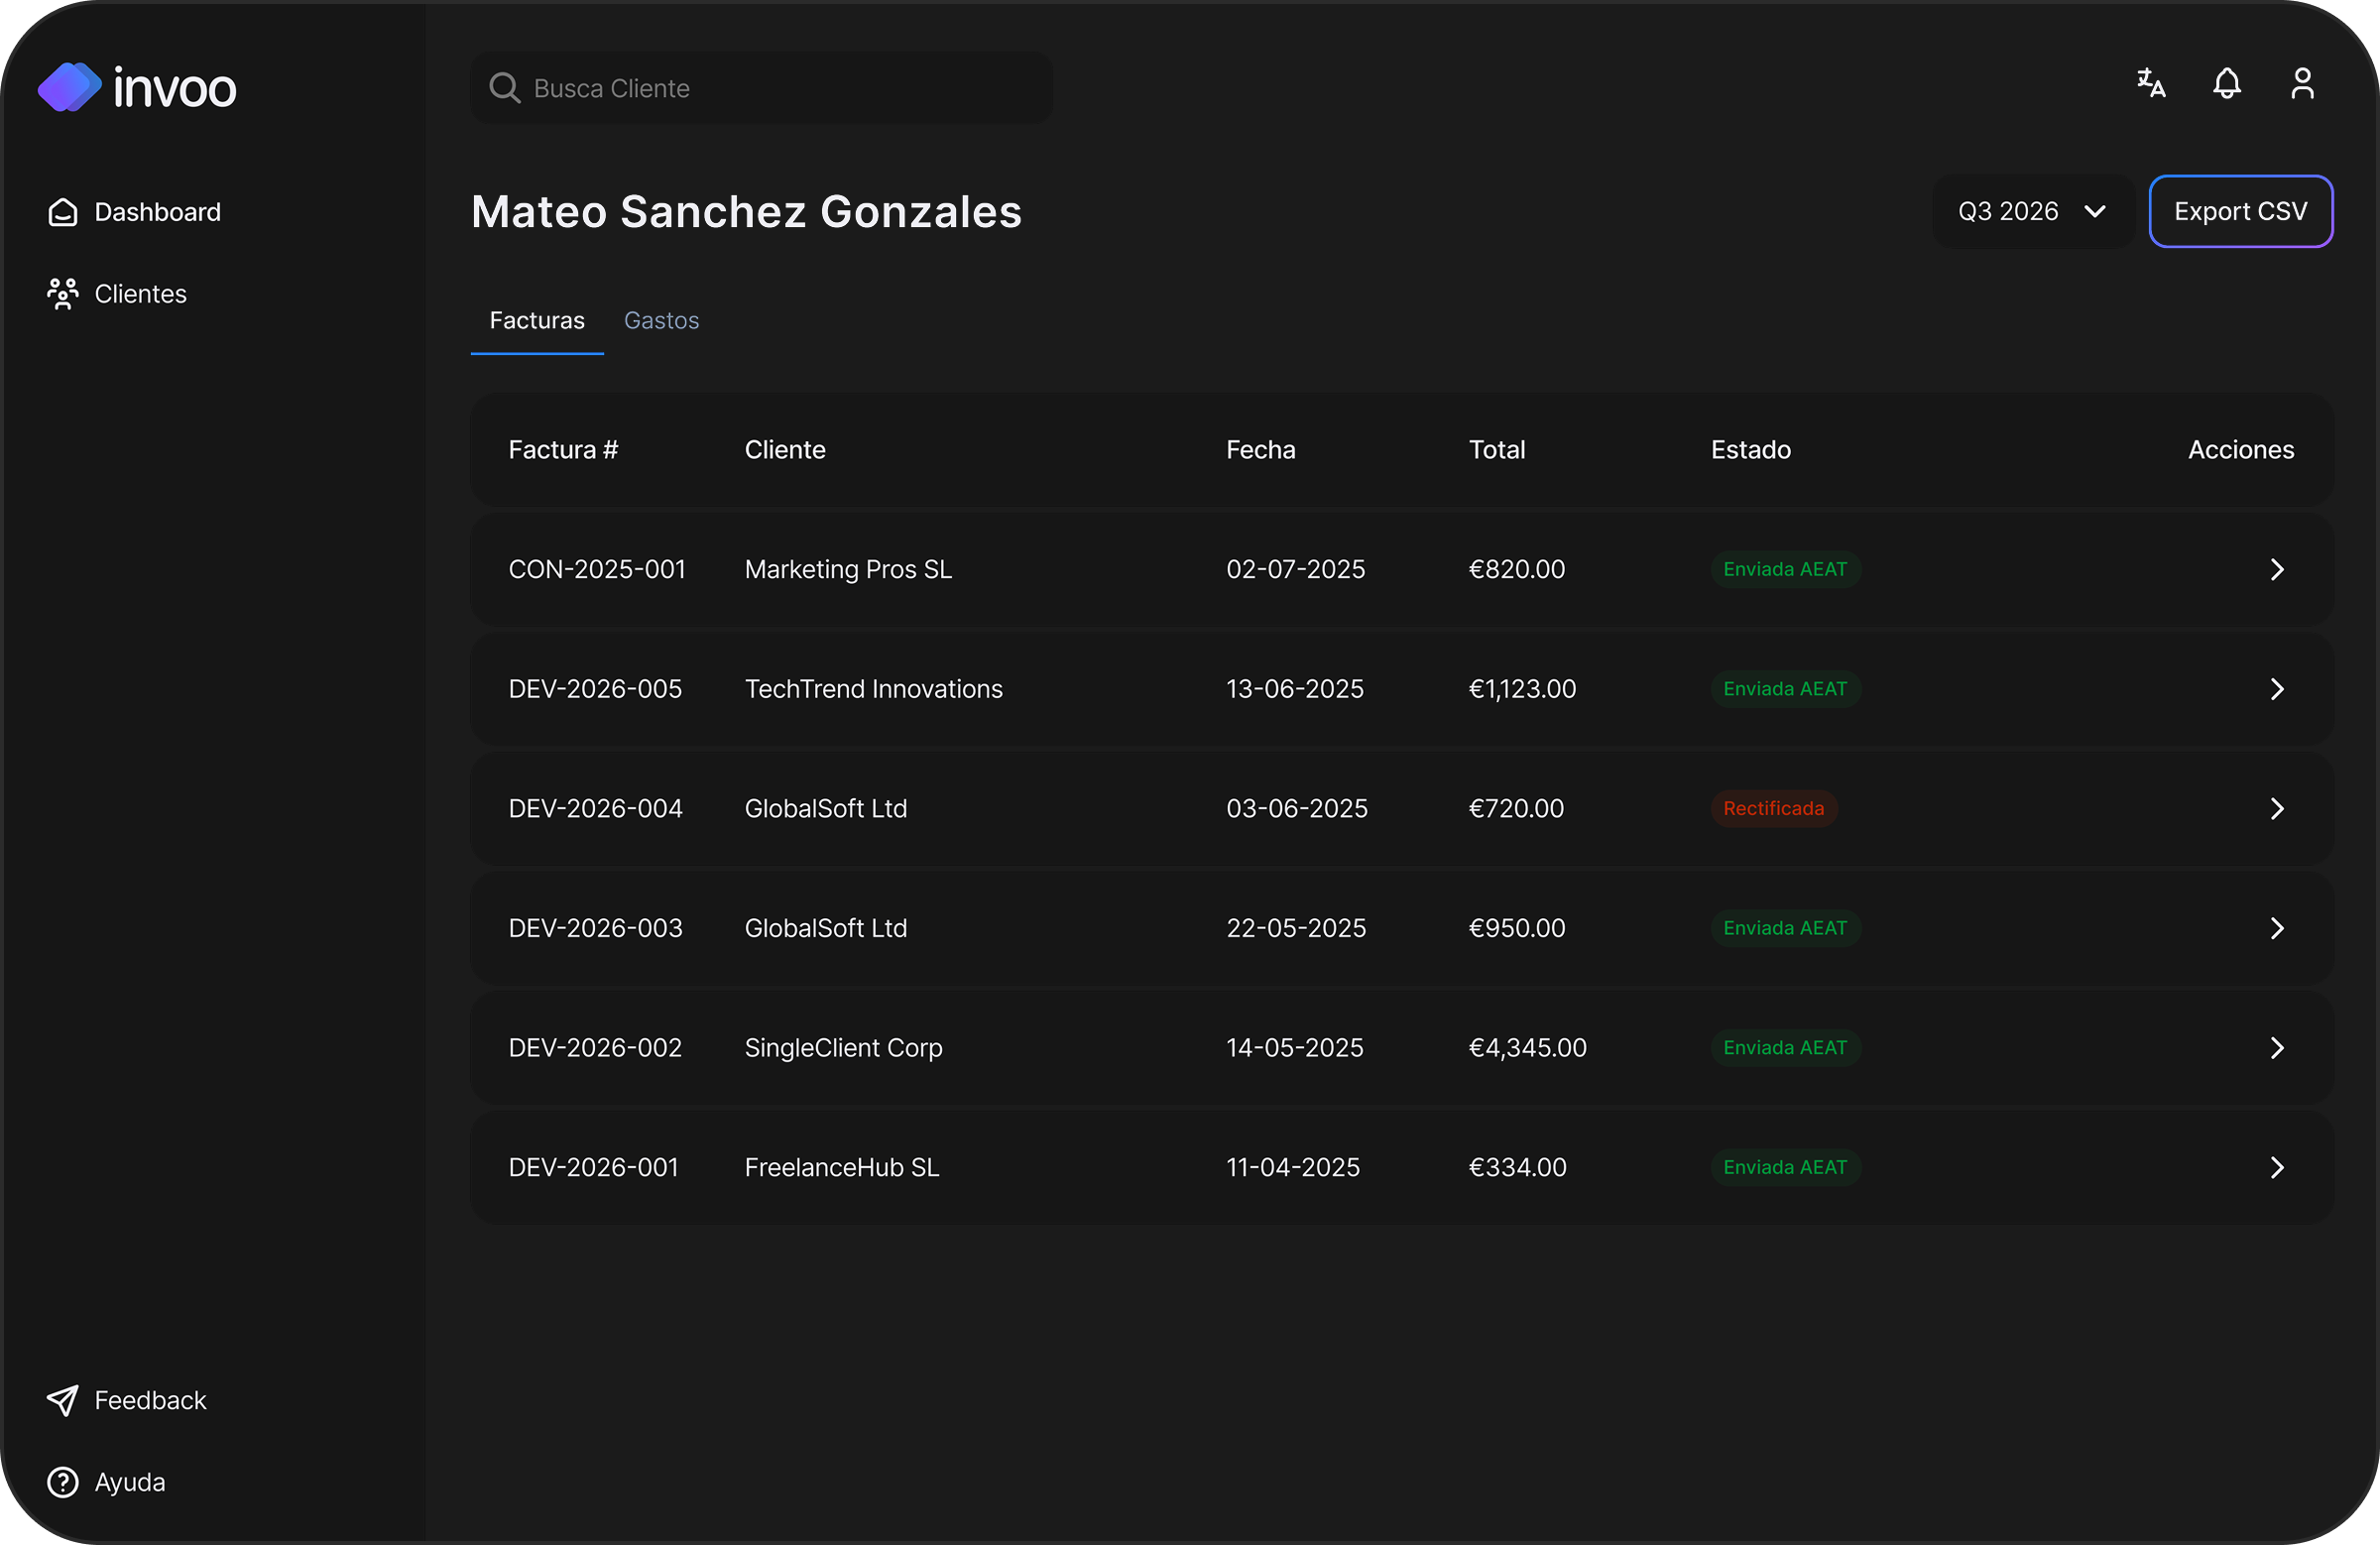 invoo
Busca Cliente
Dashboard
Clientes
Mateo Sanchez Gonzales
Q3 2026
Export CSV
Facturas Gastos
Factura # Cliente Fecha Total Estado Acciones
CON-2025-001 Marketing Pros SL 02-07-2025 €820.00 Enviada AEAT
DEV-2026-005 TechTrend Innovations 13-06-2025 €1,123.00 Enviada AEAT
DEV-2026-004 GlobalSoft Ltd 03-06-2025 €720.00 Rectificada
DEV-2026-003 GlobalSoft Ltd 22-05-2025 €950.00 Enviada AEAT
DEV-2026-002 SingleClient Corp 14-05-2025 €4,345.00 Enviada AEAT
DEV-2026-001 FreelanceHub SL 11-04-2025 €334.00 Enviada AEAT
Feedback
Ayuda